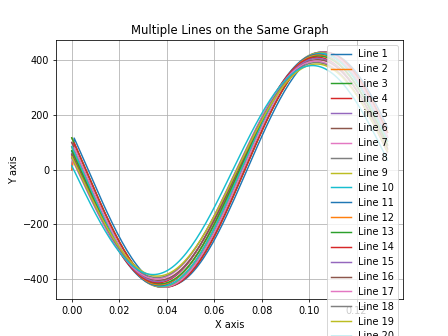 Multiple Lines on the Same Graph
Y axis
400
200
0
−200
−400
0.00
0.02
0.04
0.06
0.08
0.10
X axis
Line 1
Line 2
Line 3
Line 4
Line 5
Line 6
Line 7
Line 8
Line 9
Line 10
Line 11
Line 12
Line 13
Line 14
Line 15
Line 16
Line 17
Line 18
Line 19
Line 20